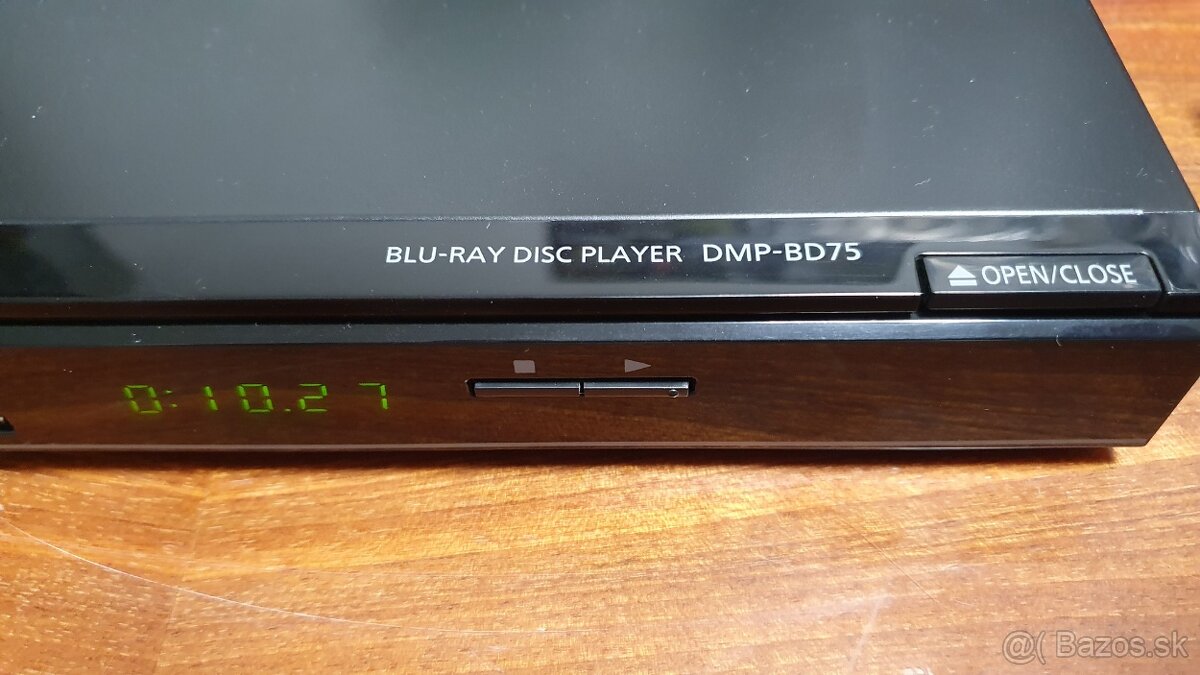 BLU-RAY DISC PLAYER DMP-BD75
OPEN/CLOSE
0:10.27
@( Bazos.sk